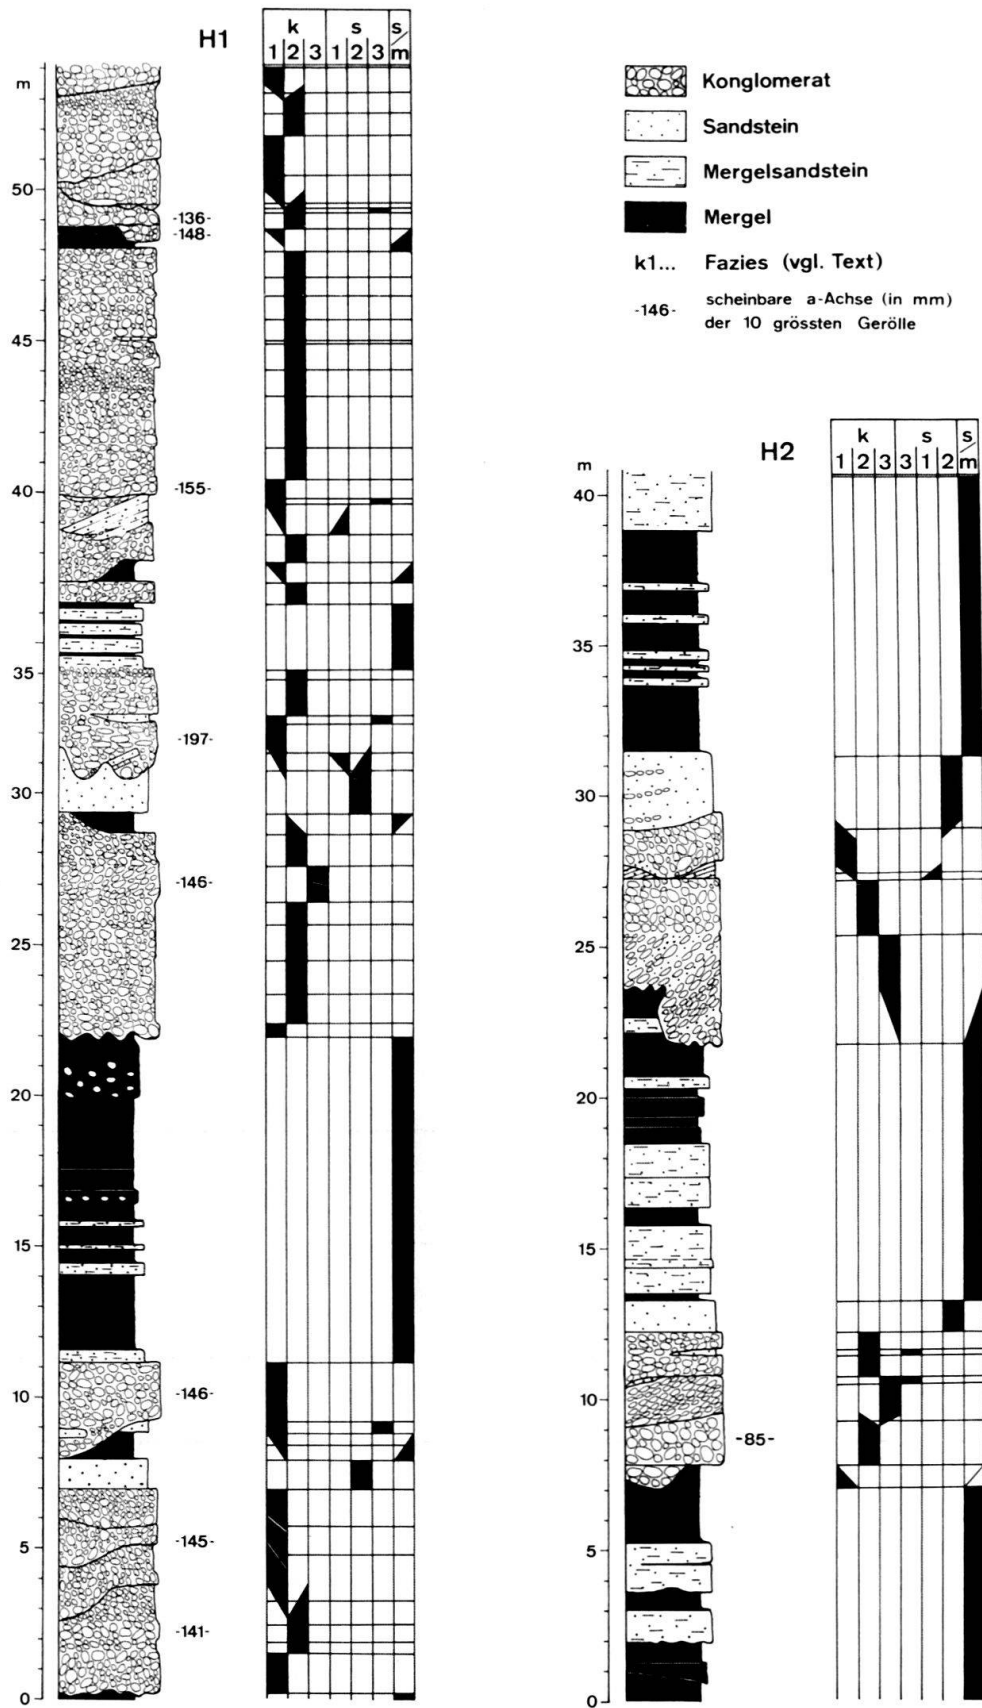 H1
k s s/m
1 2 3 1 2 3
m
50
45
40
35
30
25
20
15
10
5
0
-136-
-148-
-155-
-197-
-146-
-146-
-145-
-141-
Konglomerat
Sandstein
Mergelsandstein
Mergel
k1... Fazies (vgl. Text)
-146- scheinbare a-Achse (in mm)
der 10 grössten Gerölle
H2
k s s/m
1 2 3 3 1 2
m
40
35
30
25
20
15
10
5
0
-85-